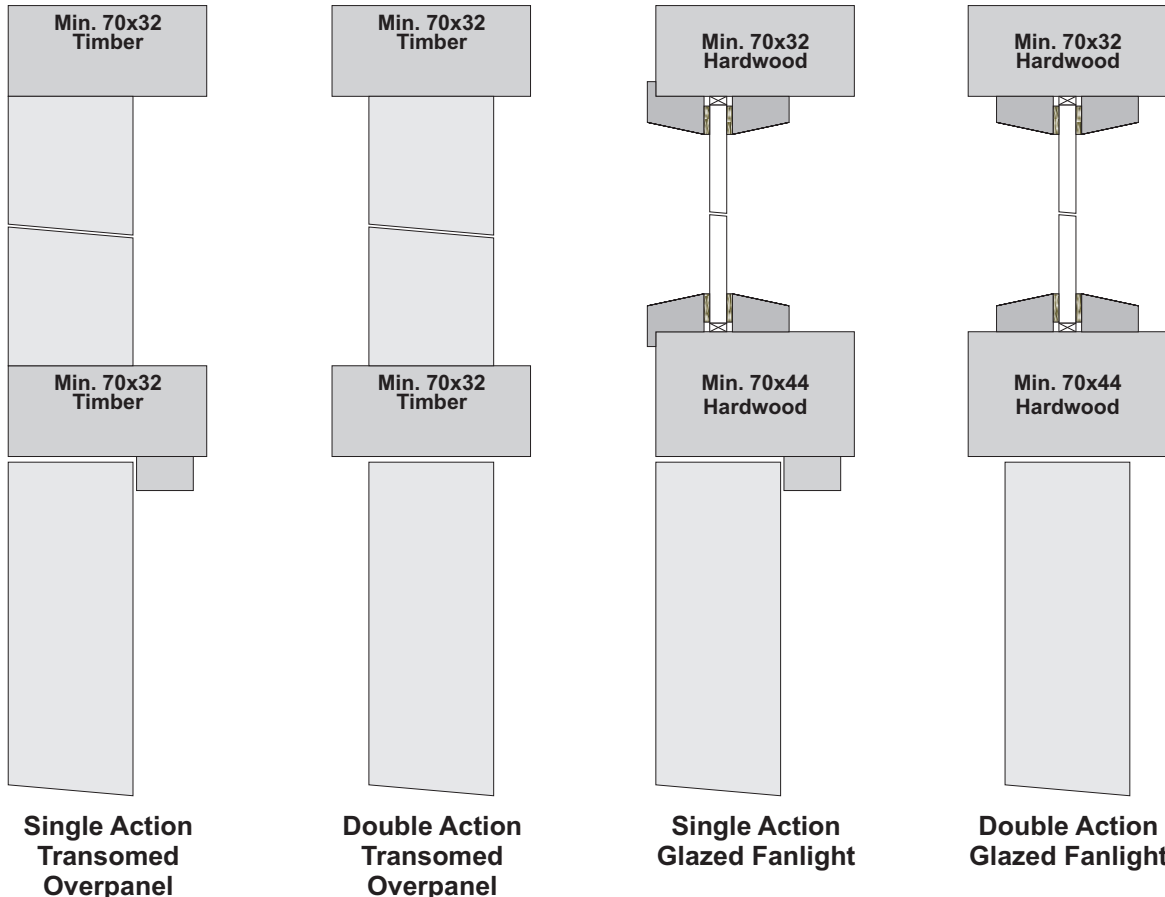 Min. 70x32
Timber
Min. 70x32
Timber
Min. 70x32
Hardwood
Min. 70x32
Hardwood
Min. 70x32
Timber
Min. 70x32
Timber
Min. 70x44
Hardwood
Min. 70x44
Hardwood
Single Action
Transomed
Overpanel
Double Action
Transomed
Overpanel
Single Action
Glazed Fanlight
Double Action
Glazed Fanlight